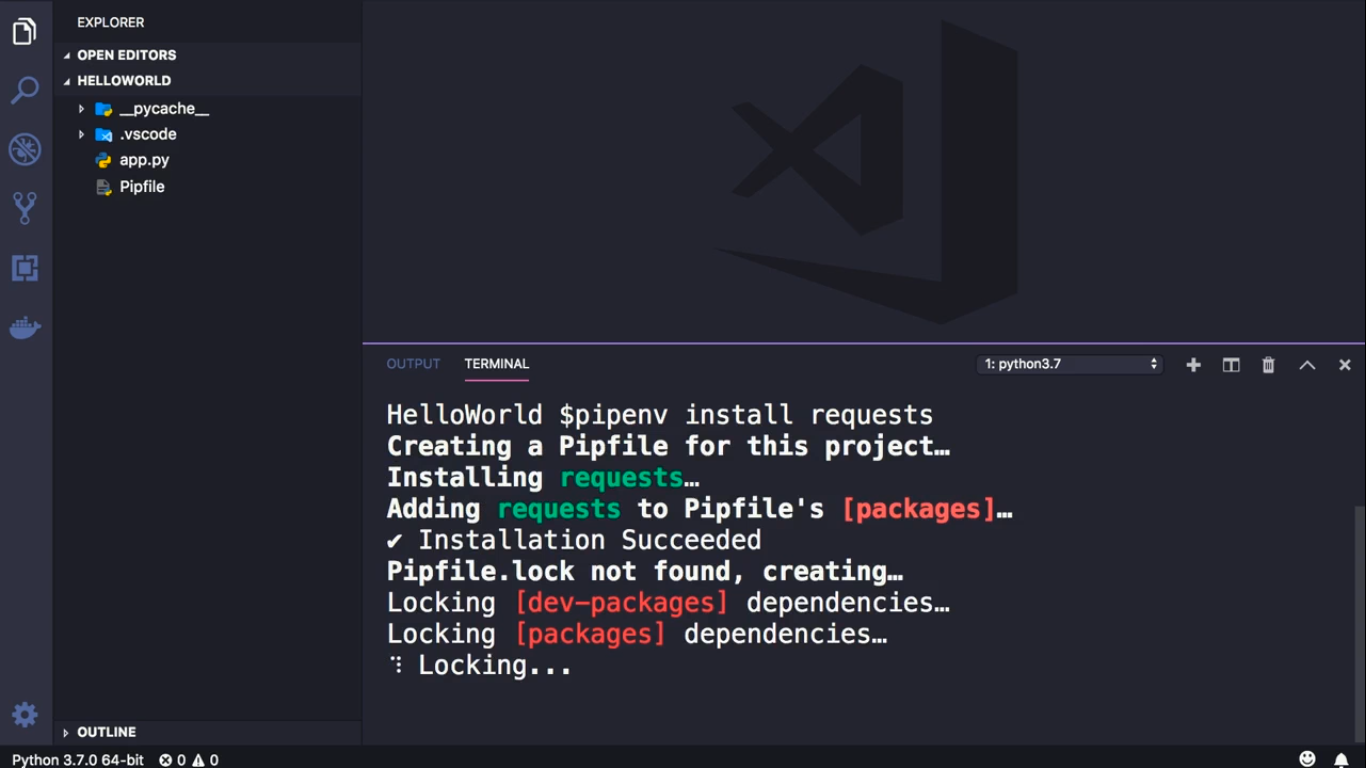 EXPLORER
OPEN EDITORS
HELLOWORLD
__pycache__
.vscode
app.py
Pipfile
OUTLINE
OUTPUT TERMINAL 1: python3.7
HelloWorld $pipenv install requests
Creating a Pipfile for this project…
Installing requests…
Adding requests to Pipfile's [packages]…
✔ Installation Succeeded
Pipfile.lock not found, creating…
Locking [dev-packages] dependencies…
Locking [packages] dependencies…
⠹ Locking...
Python 3.7.0 64-bit 0 0